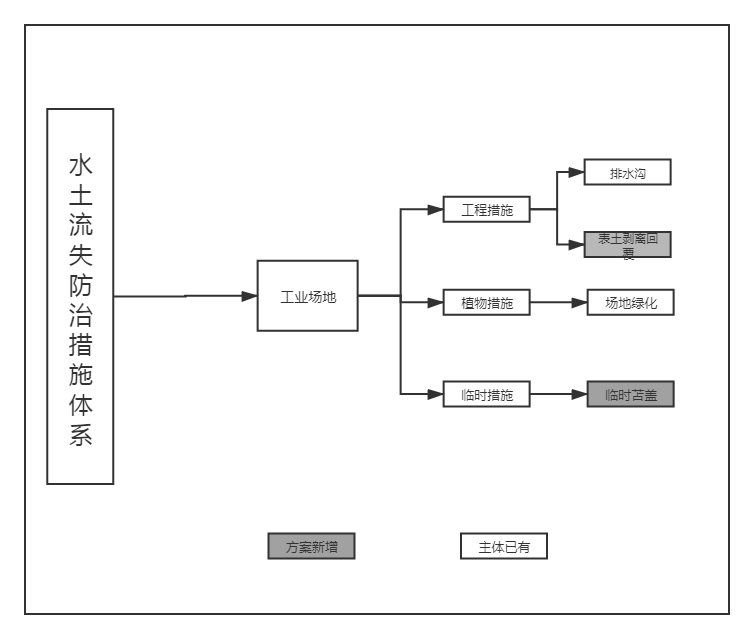 水土流失防治措施体系
工业场地
工程措施
排水沟
表土剥离回
覆
植物措施
场地绿化
临时措施
临时苫盖
方案新增
主体已有